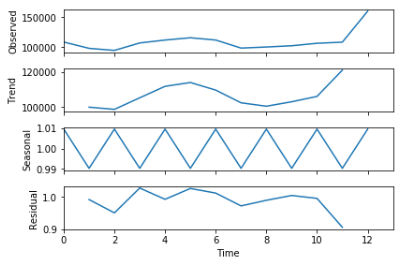 Observed
150000
100000
Trend
120000
100000
Seasonal
1.01
1.00
0.99
Residual
1.0
0.9
0 2 4 6 8 10 12
Time